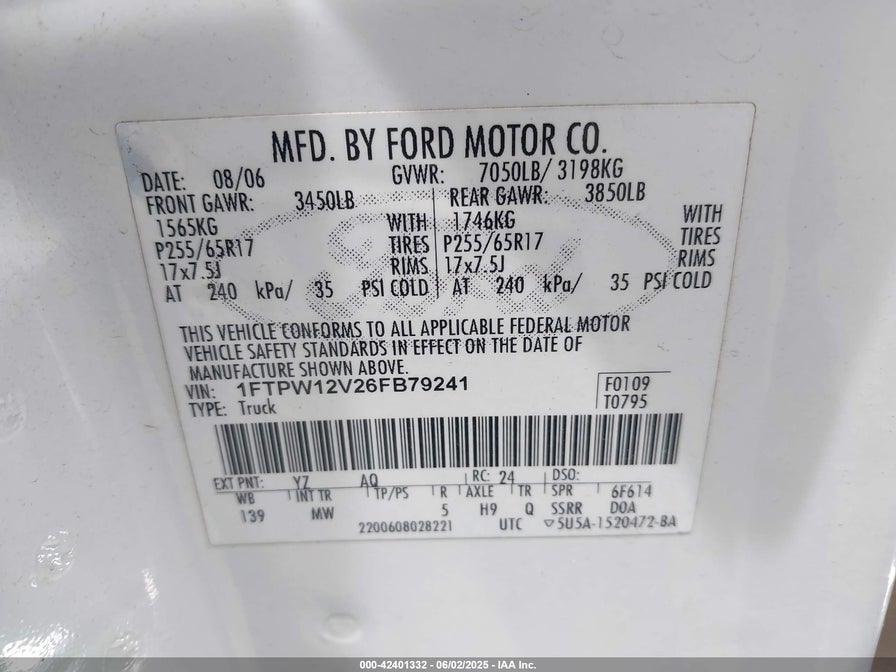 MFD. BY FORD MOTOR CO.
DATE: 08/06 GVWR: 7050LB/ 3198KG
FRONT GAWR: 3450LB REAR GAWR: 3850LB
1565KG WITH 1746KG WITH
P255/65R17 TIRES P255/65R17 TIRES
17x7.5J RIMS 17x7.5J RIMS
AT 240 kPa/ 35 PSI COLD AT 240 kPa/ 35 PSI COLD
THIS VEHICLE CONFORMS TO ALL APPLICABLE FEDERAL MOTOR
VEHICLE SAFETY STANDARDS IN EFFECT ON THE DATE OF
MANUFACTURE SHOWN ABOVE.
VIN: 1FTPW12V26FB79241 F0109
TYPE: Truck T0795
EXT PNT: YZ AQ RC: 24 DSO:
WB INT TR TP/PS R AXLE TR SPR 6F614
139 MW 5 H9 Q SSRR DOA
2200608028221 UTC ▽5U5A-1520472-BA
000-42401332 - 06/02/2025 - IAA Inc.